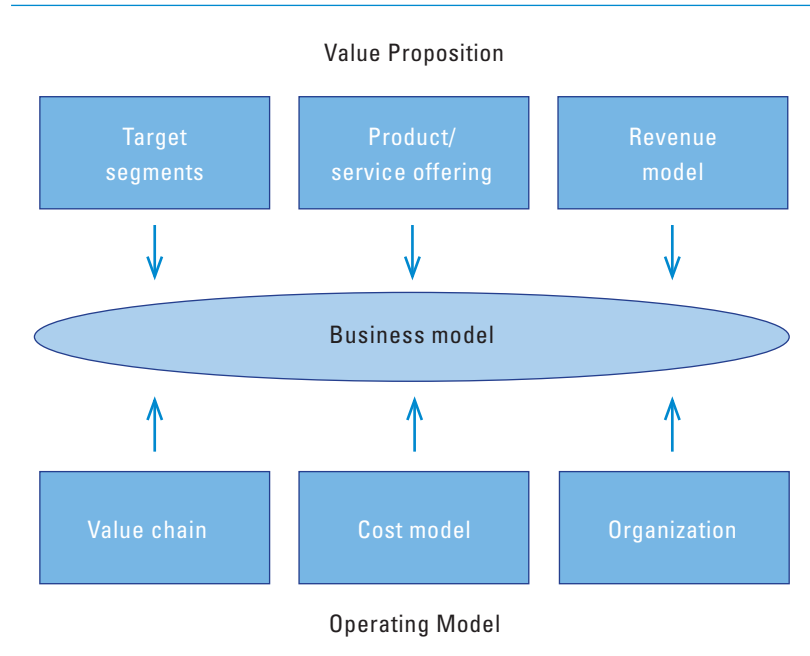 Value Proposition
Target
segments
Product/
service offering
Revenue
model
Business model
Value chain
Cost model
Organization
Operating Model